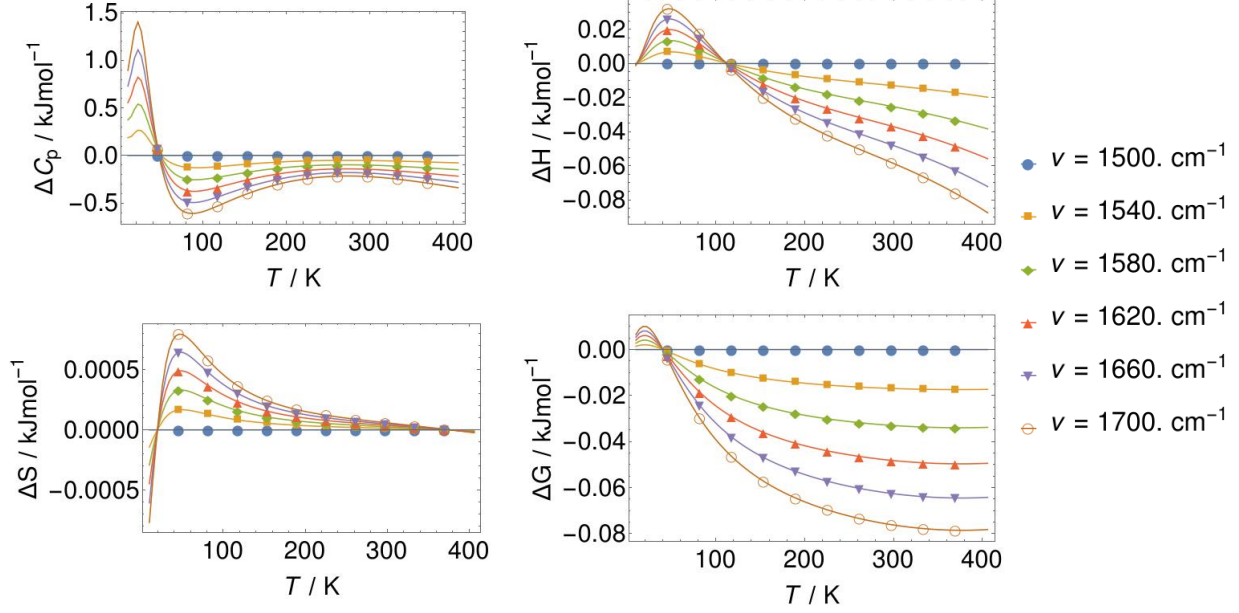 ΔCp / kJmol⁻¹
1.5
1.0
0.5
0.0
−0.5
100 200 300 400
T / K
ΔH / kJmol⁻¹
0.02
0.00
−0.02
−0.04
−0.06
−0.08
100 200 300 400
T / K
ΔS / kJmol⁻¹
0.0005
0.0000
−0.0005
100 200 300 400
T / K
ΔG / kJmol⁻¹
0.00
−0.02
−0.04
−0.06
−0.08
100 200 300 400
T / K
ν = 1500. cm⁻¹
ν = 1540. cm⁻¹
ν = 1580. cm⁻¹
ν = 1620. cm⁻¹
ν = 1660. cm⁻¹
ν = 1700. cm⁻¹